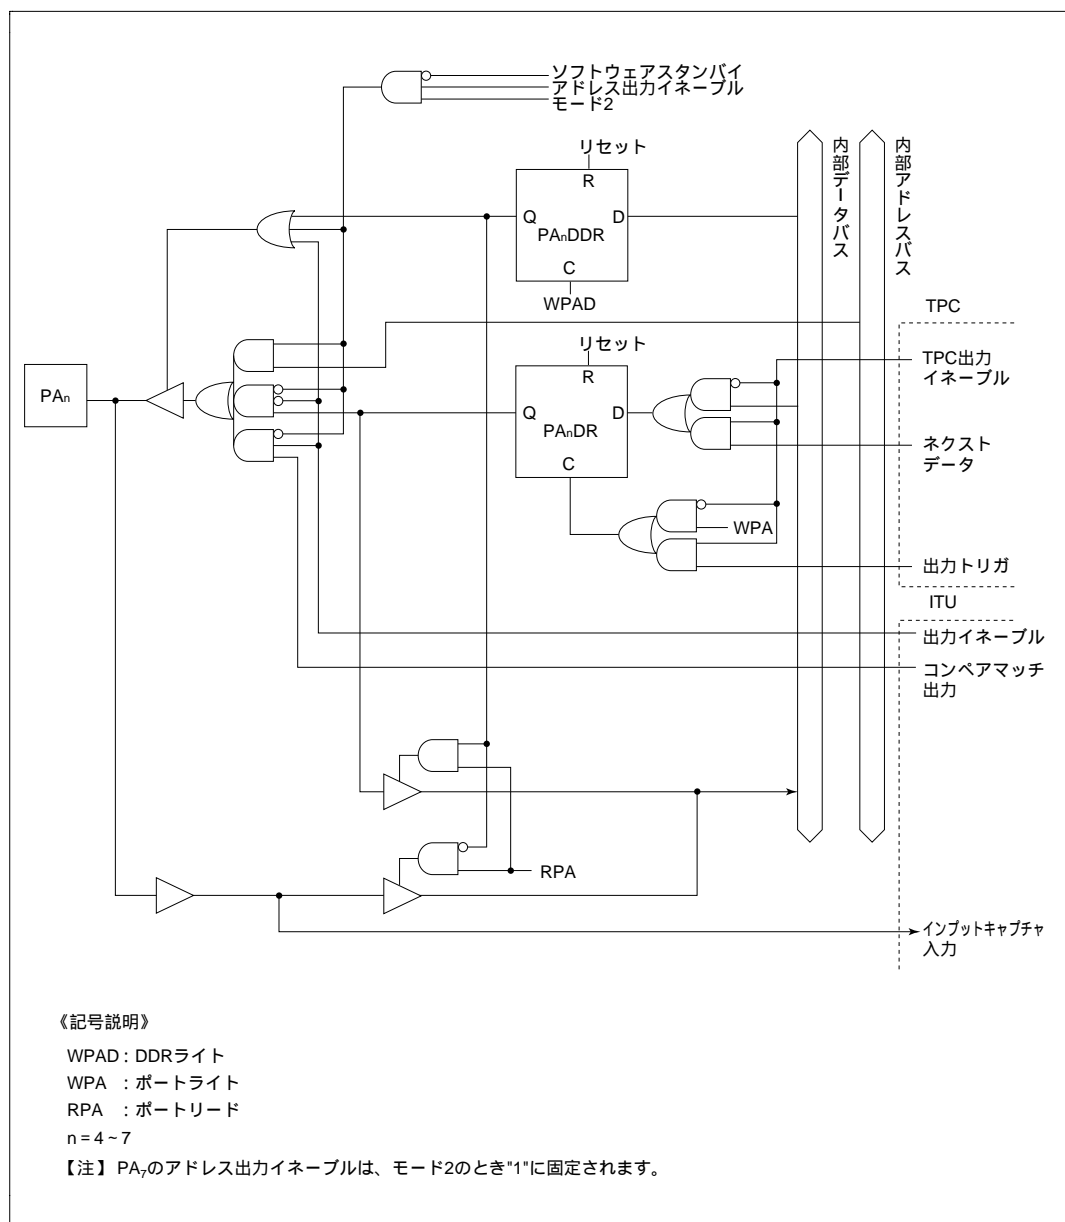 ソフトウェアスタンバイ
アドレス出力イネーブル
モード2
リセット
R
Q
D
PAnDDR
C
WPAD
内部データバス
内部アドレスバス
TPC
リセット
R
Q
D
PAnDR
C
TPC出力
イネーブル
ネクスト
データ
WPA
出力トリガ
PAn
ITU
出力イネーブル
コンペアマッチ
出力
RPA
インプットキャプチャ
入力
《記号説明》
WPAD : DDRライト
WPA : ポートライト
RPA : ポートリード
n = 4 ~ 7
【注】 PA7のアドレス出力イネーブルは、モード2のとき"1"に固定されます。